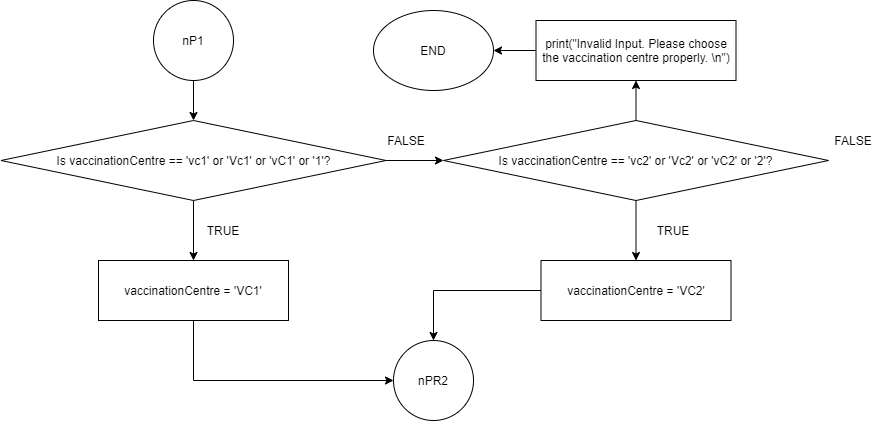 nP1
END
print("Invalid Input. Please choose
the vaccination centre properly. \n")
Is vaccinationCentre == 'vc1' or 'Vc1' or 'vC1' or '1'?
FALSE
Is vaccinationCentre == 'vc2' or 'Vc2' or 'vC2' or '2'?
FALSE
TRUE
TRUE
vaccinationCentre = 'VC1'
vaccinationCentre = 'VC2'
nPR2